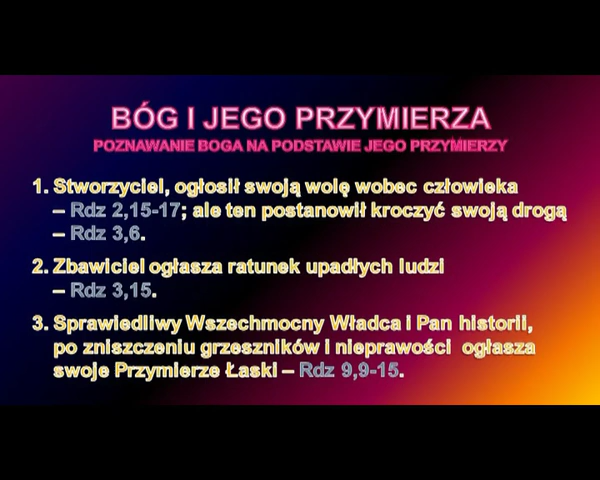 BÓG I JEGO PRZYMIERZA
POZNAWANIE BOGA NA PODSTAWIE JEGO PRZYMIERZY
1. Stworzyciel, ogłosił swoją wolę wobec człowieka
– Rdz 2,15-17; ale ten postanowił kroczyć swoją drogą
– Rdz 3,6.
2. Zbawiciel ogłasza ratunek upadłych ludzi
– Rdz 3,15.
3. Sprawiedliwy Wszechmocny Władca i Pan historii,
po zniszczeniu grzeszników i nieprawości ogłasza
swoje Przymierze Łaski – Rdz 9,9-15.